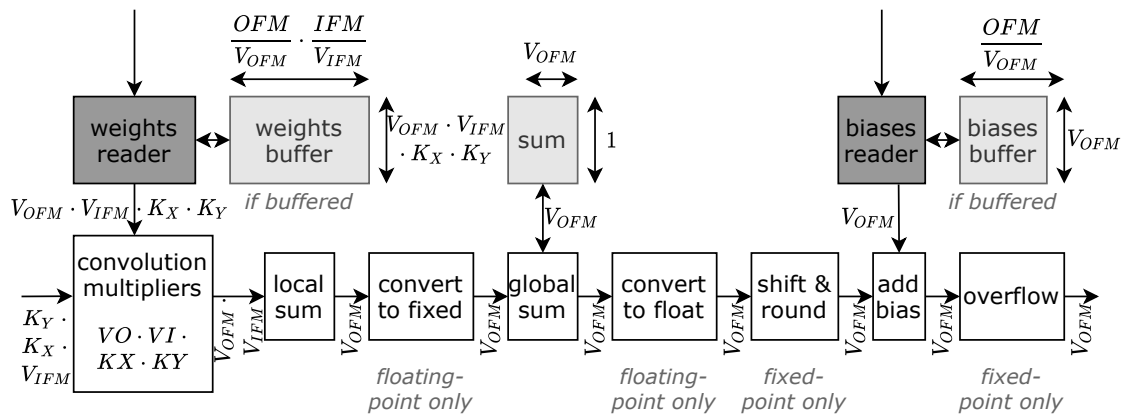 OFM/V_OFM · IFM/V_IFM
V_OFM
OFM/V_OFM
weights
reader
weights
buffer
V_OFM · V_IFM
· K_X · K_Y
sum
1
biases
reader
biases
buffer
V_OFM
if buffered
if buffered
V_OFM · V_IFM · K_X · K_Y
V_OFM
V_OFM
convolution
multipliers
VO · VI ·
KX · KY
local
sum
convert
to fixed
global
sum
convert
to float
shift &
round
add
bias
overflow
K_Y ·
K_X ·
V_IFM
V_OFM ·
V_IFM
V_OFM
V_OFM
V_OFM
V_OFM
V_OFM
V_OFM
V_OFM
floating-
point only
floating-
point only
fixed-
point only
fixed-
point only